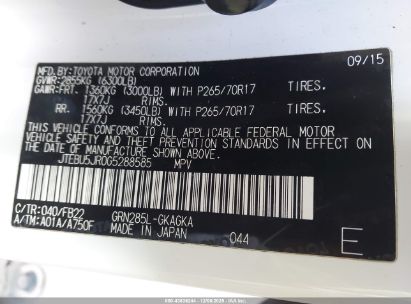 MFD.BY:TOYOTA MOTOR CORPORATION 09/15
GVWR:2855KG (6300LB)
GAWR:FRT. 1360KG (3000LB) WITH P265/70R17 TIRES.
17X7J RIMS.
RR. 1560KG (3450LB) WITH P265/70R17 TIRES.
17X7J RIMS.
THIS VEHICLE CONFORMS TO ALL APPLICABLE FEDERAL MOTOR
VEHICLE SAFETY AND THEFT PREVENTION STANDARDS IN EFFECT ON
THE DATE OF MANUFACTURE SHOWN ABOVE.
JTEBU5JR0G5288585 MPV
C/TR:040/FB22 GRN285L-GKAGKA
A/TM:A01A/A750F MADE IN JAPAN 044 E